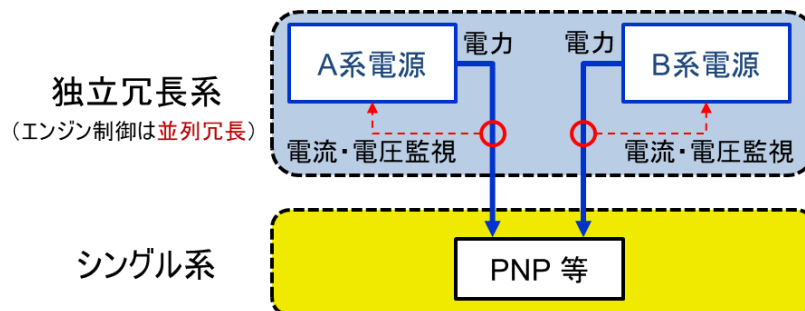 電力
電力
A系電源
B系電源
独立冗長系
（エンジン制御は並列冗長）
電流・電圧監視
電流・電圧監視
シングル系
PNP 等